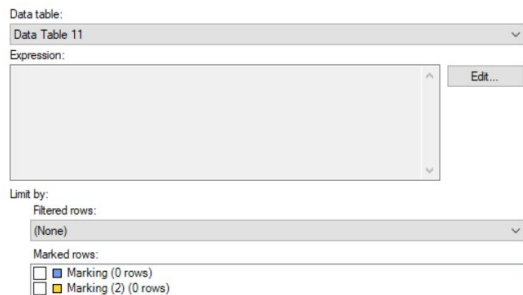 Data table:
Data Table 11
Expression:
Edit...
Limit by:
Filtered rows:
(None)
Marked rows:
Marking (0 rows)
Marking (2) (0 rows)